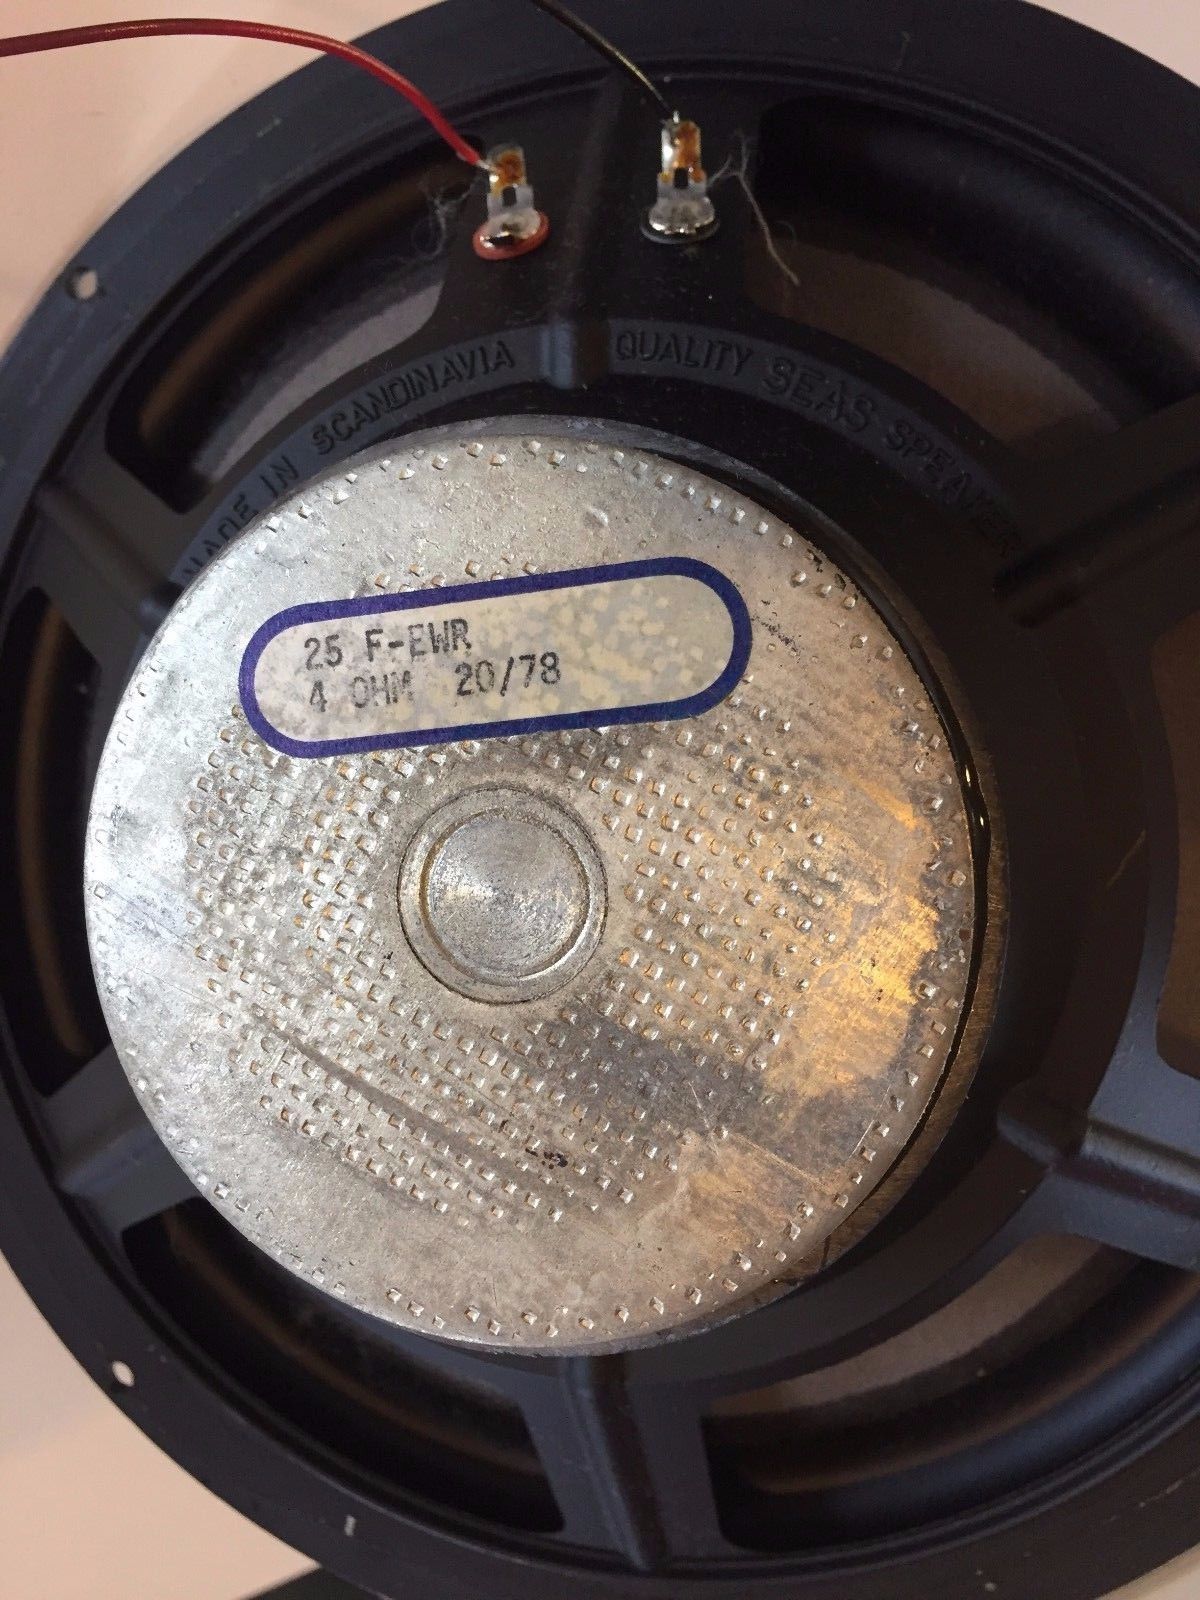 MADE IN SCANDINAVIA
QUALITY SEAS SPEAKER
25 F-EWR
4 OHM 20/78